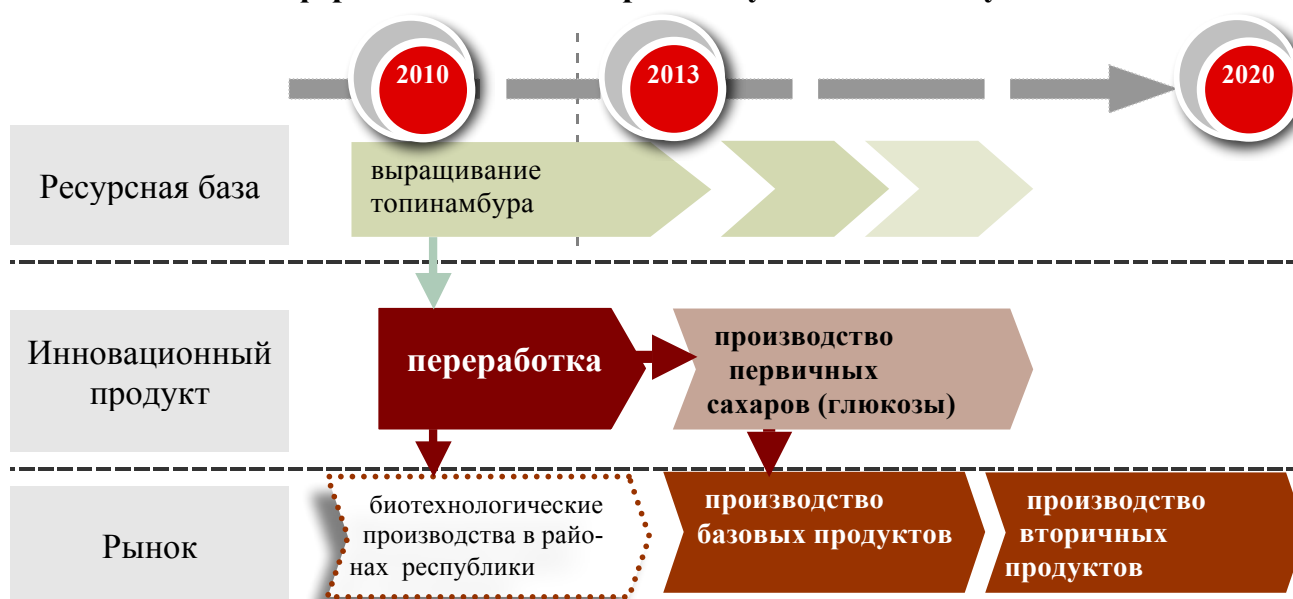 2010
2013
2020
Ресурсная база
выращивание
топинамбура
Инновационный
продукт
переработка
производство
первичных
сахаров (глюкозы)
Рынок
биотехнологические
производства в райо-
нах республики
производство
базовых продуктов
производство
вторичных
продуктов